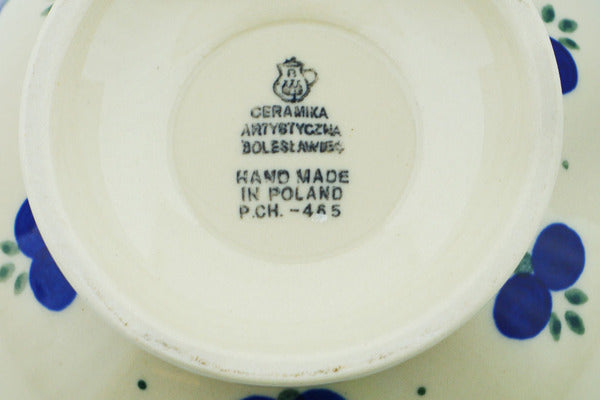 CERAMIKA
ARTYSTYCZNA
BOLESŁAWIEC
HAND MADE
IN POLAND
P.CH. -465